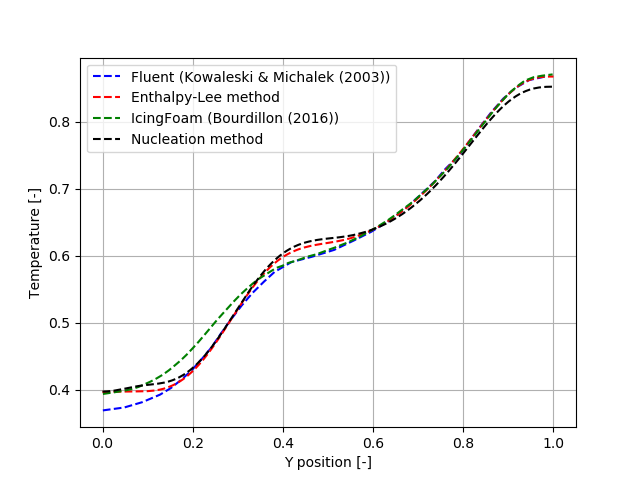 Fluent (Kowaleski & Michalek (2003))
Enthalpy-Lee method
IcingFoam (Bourdillon (2016))
Nucleation method
0.8
0.7
0.6
0.5
0.4
Temperature [-]
0.0 0.2 0.4 0.6 0.8 1.0
Y position [-]